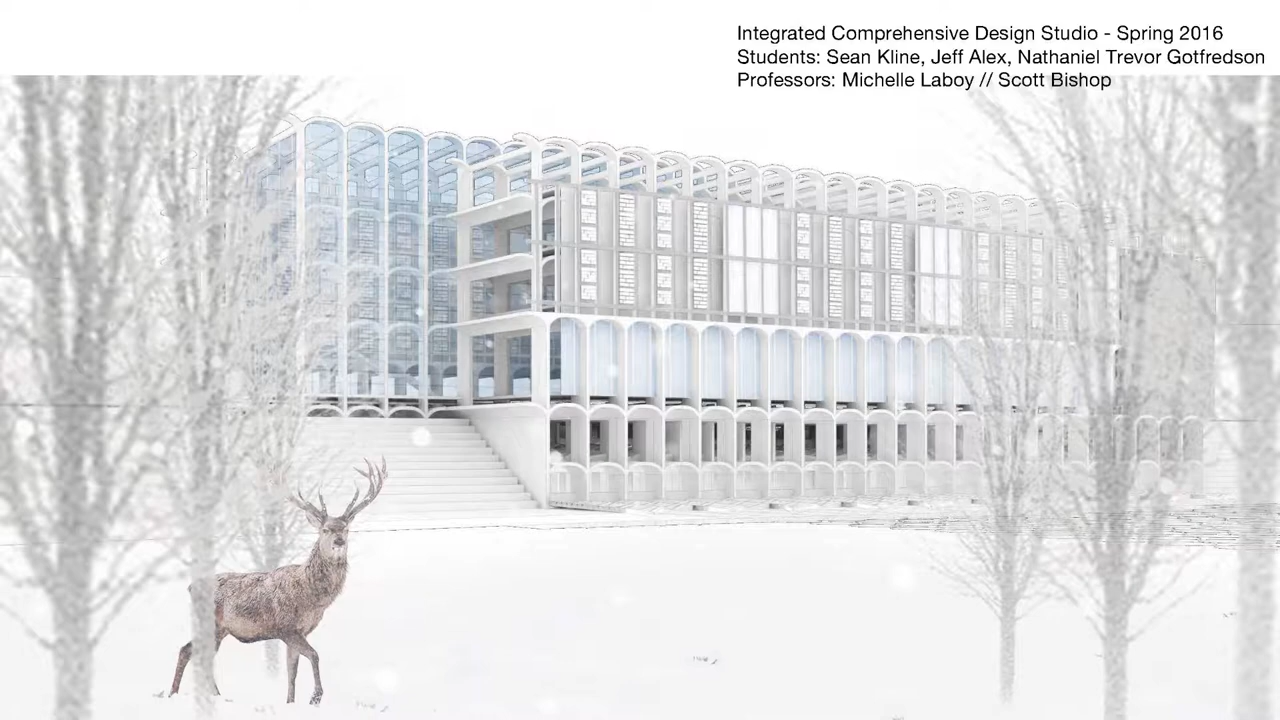 Integrated Comprehensive Design Studio - Spring 2016
Students: Sean Kline, Jeff Alex, Nathaniel Trevor Gotfredson
Professors: Michelle Laboy // Scott Bishop